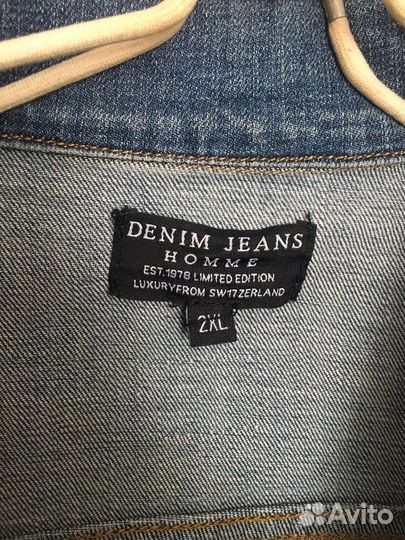 DENIM JEANS
HOMME
EST.1978 LIMITED EDITION
LUXURYFROM SW17ZERLAND
2XL
Avito